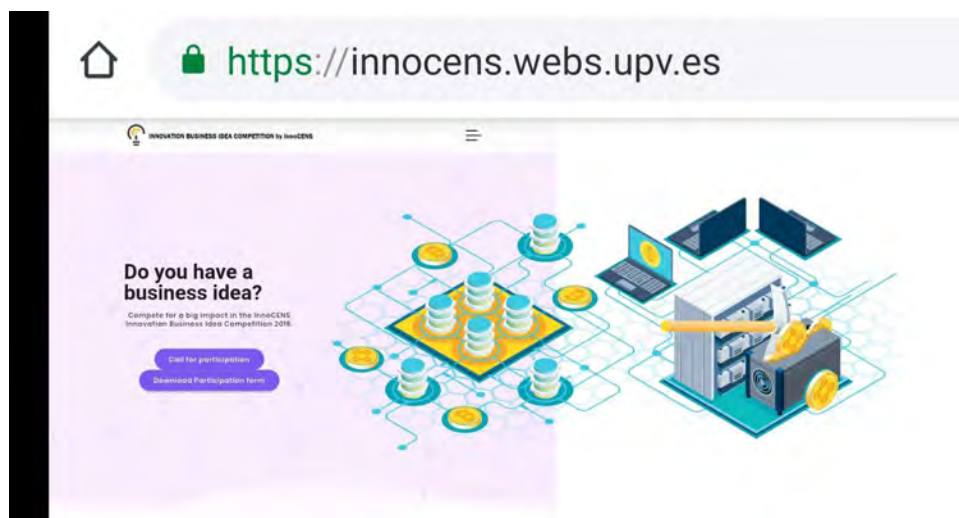 https://innocens.webs.upv.es
INNOVATION BUSINESS IDEA COMPETITION by InnoCENS
Do you have a
business idea?
Compete for a big impact in the InnoCENS
Innovation Business Idea Competition 2018.
Call for participation
Download Participation form